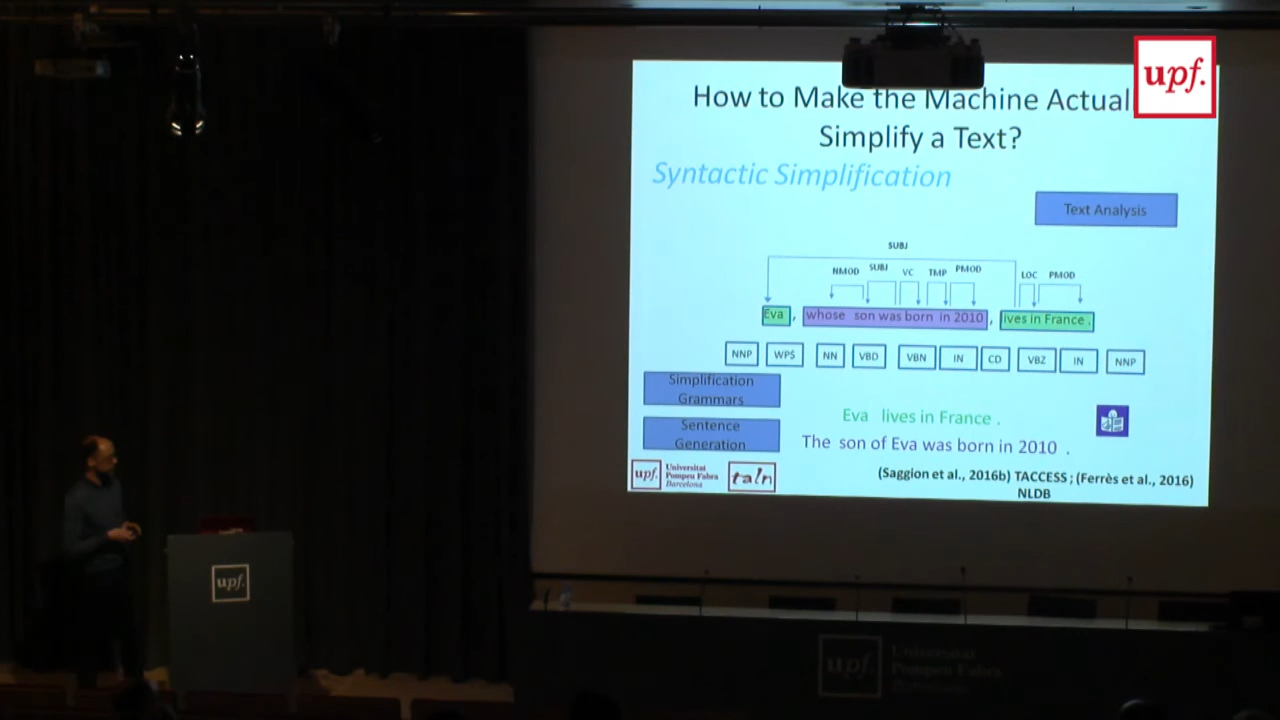 upf.
How to Make the Machine Actual
Simplify a Text?
Syntactic Simplification
Text Analysis
SUBJ
NMOD SUBJ VC TMP PMOD LOC PMOD
Eva , whose son was born in 2010 , lives in France .
NNP WP$ NN VBD VBN IN CD VBZ IN NNP
Simplification
Grammars
Eva lives in France .
Sentence
Generation
The son of Eva was born in 2010 .
upf. Universitat
Pompeu Fabra
Barcelona
taln
(Saggion et al., 2016b) TACCESS ; (Ferrès et al., 2016)
NLDB
upf.
upf. Universitat
Pompeu Fabra
Barcelona